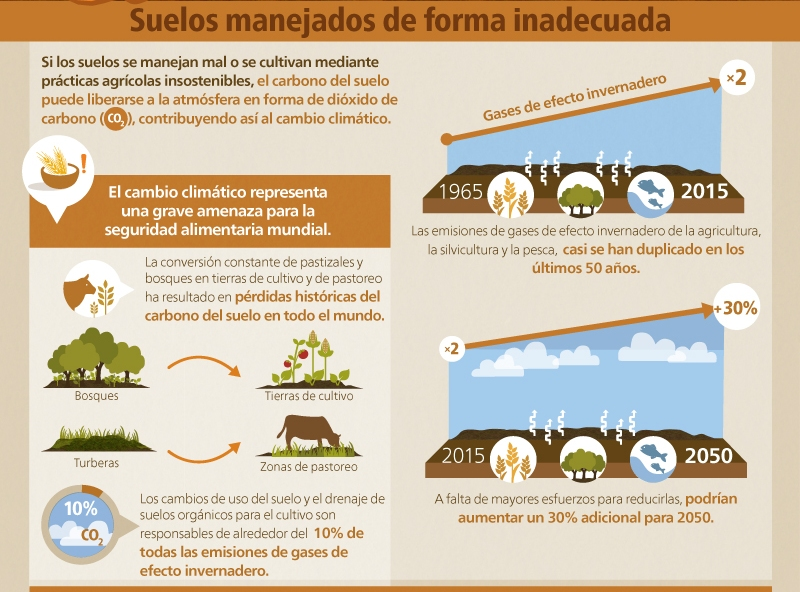 Suelos manejados de forma inadecuada
Si los suelos se manejan mal o se cultivan mediante
prácticas agrícolas insostenibles, el carbono del suelo
puede liberarse a la atmósfera en forma de dióxido de
carbono (CO₂), contribuyendo así al cambio climático.
!
El cambio climático representa
una grave amenaza para la
seguridad alimentaria mundial.
La conversión constante de pastizales y
bosques en tierras de cultivo y de pastoreo
ha resultado en pérdidas históricas del
carbono del suelo en todo el mundo.
Bosques
Tierras de cultivo
Turberas
Zonas de pastoreo
10%
CO₂
Los cambios de uso del suelo y el drenaje de
suelos orgánicos para el cultivo son
responsables de alrededor del 10% de
todas las emisiones de gases de
efecto invernadero.
Gases de efecto invernadero
×2
1965
2015
Las emisiones de gases de efecto invernadero de la agricultura,
la silvicultura y la pesca, casi se han duplicado en los
últimos 50 años.
×2
+30%
2015
2050
A falta de mayores esfuerzos para reducirlas, podrían
aumentar un 30% adicional para 2050.